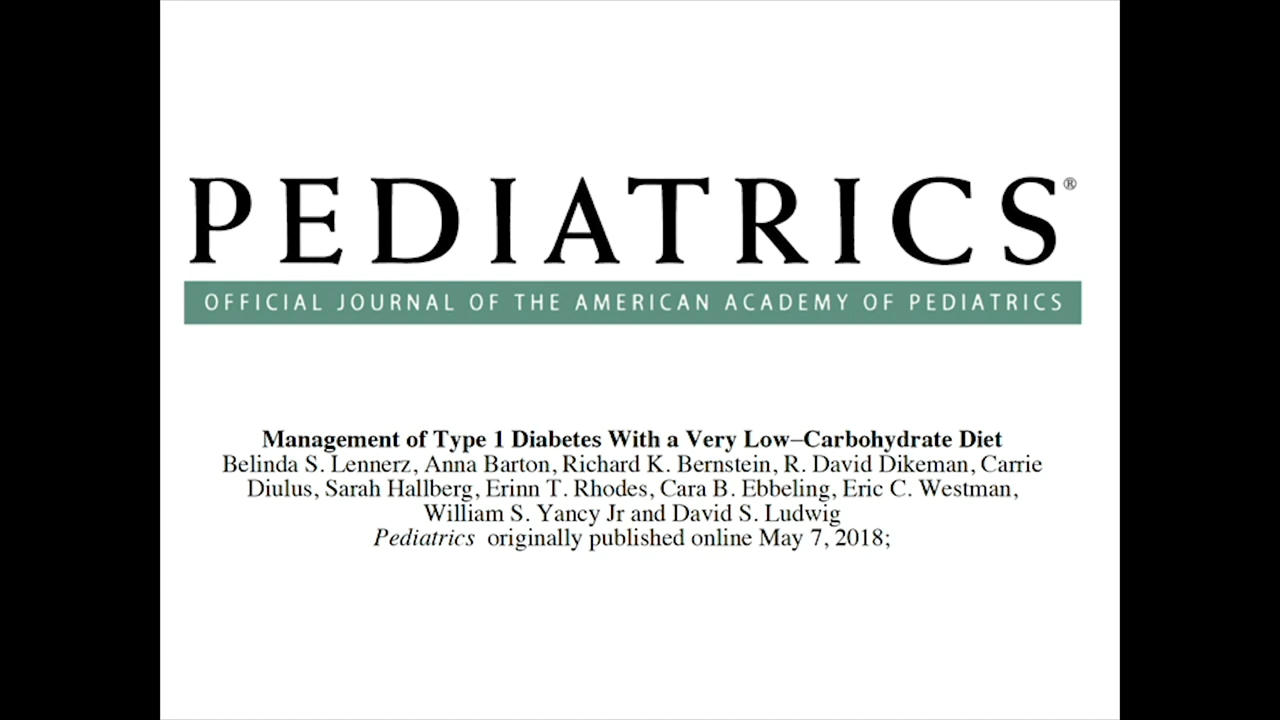 PEDIATRICS®
OFFICIAL JOURNAL OF THE AMERICAN ACADEMY OF PEDIATRICS
Management of Type 1 Diabetes With a Very Low–Carbohydrate Diet
Belinda S. Lennerz, Anna Barton, Richard K. Bernstein, R. David Dikeman, Carrie
Diulus, Sarah Hallberg, Erinn T. Rhodes, Cara B. Ebbeling, Eric C. Westman,
William S. Yancy Jr and David S. Ludwig
Pediatrics originally published online May 7, 2018;